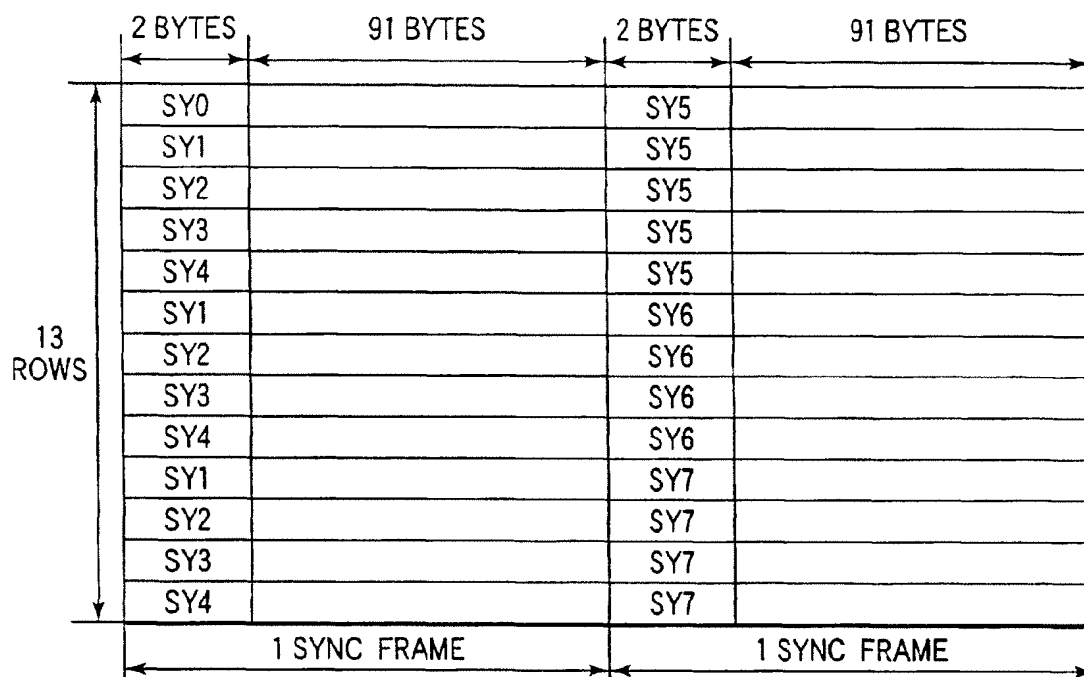 2 BYTES 91 BYTES 2 BYTES 91 BYTES
SY0 SY5
SY1 SY5
SY2 SY5
SY3 SY5
SY4 SY5
SY1 SY6
13
ROWS
SY2 SY6
SY3 SY6
SY4 SY6
SY1 SY7
SY2 SY7
SY3 SY7
SY4 SY7
1 SYNC FRAME 1 SYNC FRAME